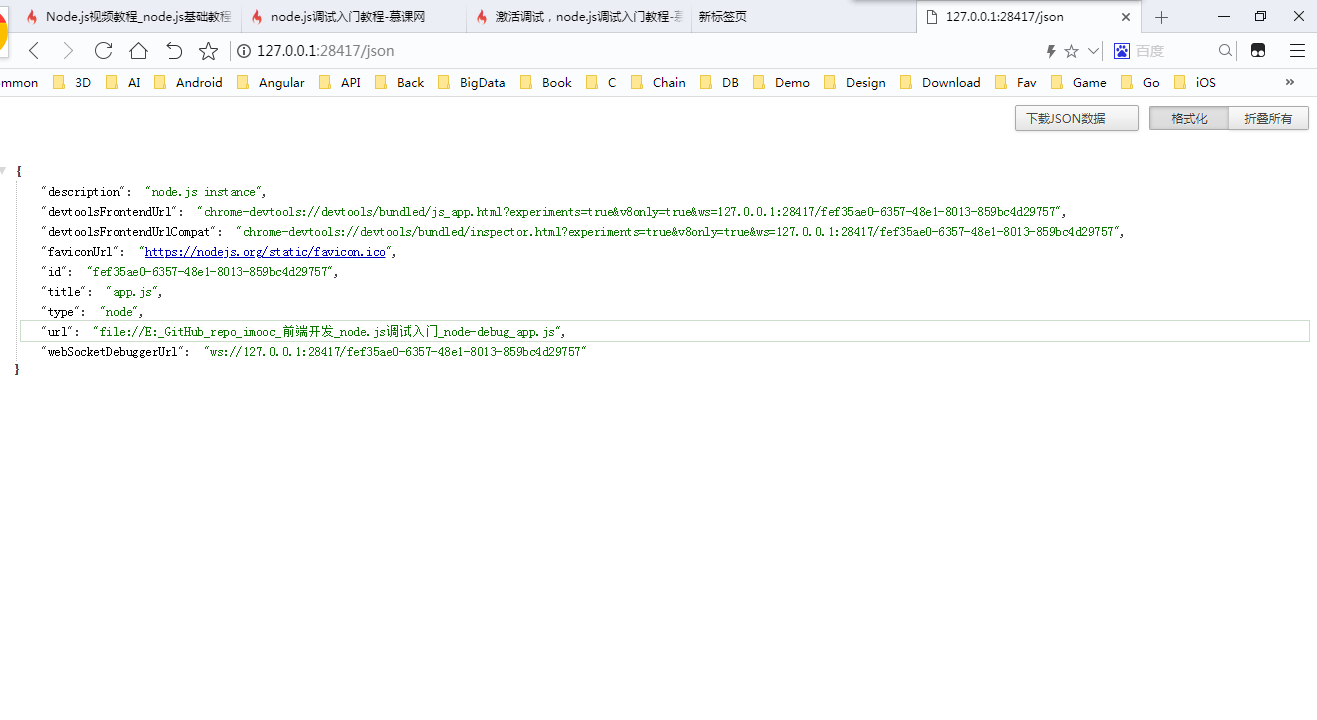 Node.js视频教程_node.js基础教程 node.js调试入门教程-慕课网 激活调试，node.js调试入门教程- 新标签页 127.0.0.1:28417/json
127.0.0.1:28417/json 百度
mmon 3D AI Android Angular API Back BigData Book C Chain DB Demo Design Download Fav Game Go iOS »
下载JSON数据 格式化 折叠所有
{
"description": "node.js instance",
"devtoolsFrontendUrl": "chrome-devtools://devtools/bundled/js_app.html?experiments=true&v8only=true&ws=127.0.0.1:28417/fef35ae0-6357-48e1-8013-859bc4d29757",
"devtoolsFrontendUrlCompat": "chrome-devtools://devtools/bundled/inspector.html?experiments=true&v8only=true&ws=127.0.0.1:28417/fef35ae0-6357-48e1-8013-859bc4d29757",
"faviconUrl": "https://nodejs.org/static/favicon.ico",
"id": "fef35ae0-6357-48e1-8013-859bc4d29757",
"title": "app.js",
"type": "node",
"url": "file://E:_GitHub_repo_imooc_前端开发_node.js调试入门_node-debug_app.js",
"webSocketDebuggerUrl": "ws://127.0.0.1:28417/fef35ae0-6357-48e1-8013-859bc4d29757"
}